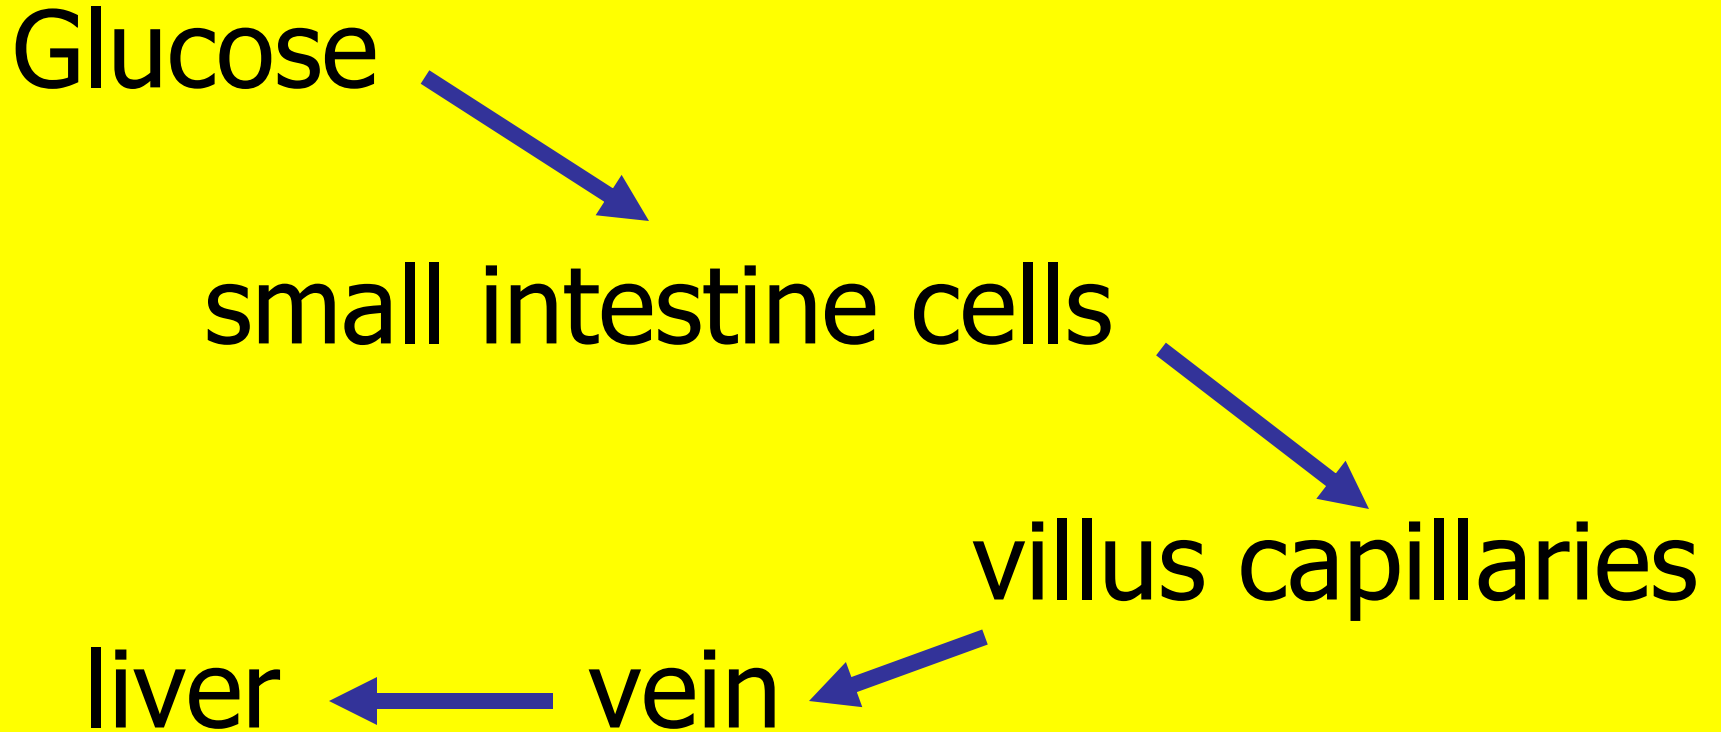 Glucose
small intestine cells
villus capillaries
liver vein